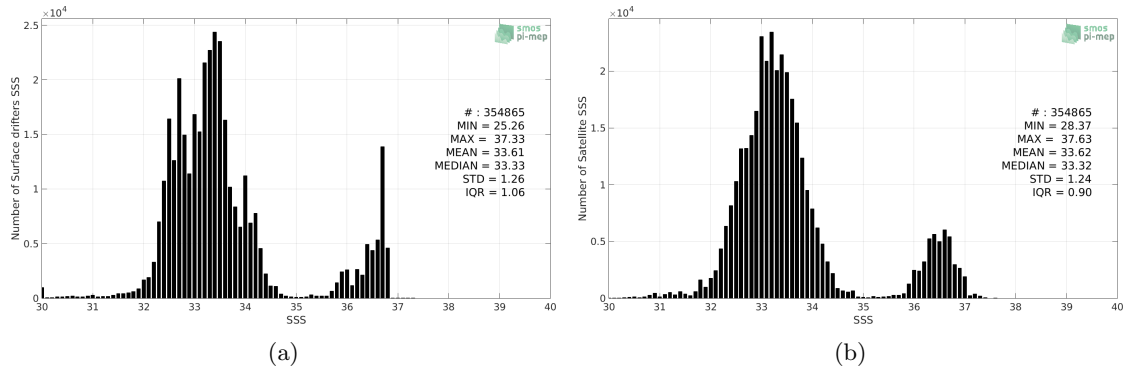 ×10⁴
2.5
2
1.5
1
0.5
0
30 31 32 33 34 35 36 37 38 39 40
Number of Surface drifters SSS
SSS
smos
pi-mep
# : 354865
MIN = 25.26
MAX = 37.33
MEAN = 33.61
MEDIAN = 33.33
STD = 1.26
IQR = 1.06
(a)
×10⁴
2
1.5
1
0.5
0
30 31 32 33 34 35 36 37 38 39 40
Number of Satellite SSS
SSS
smos
pi-mep
# : 354865
MIN = 28.37
MAX = 37.63
MEAN = 33.62
MEDIAN = 33.32
STD = 1.24
IQR = 0.90
(b)